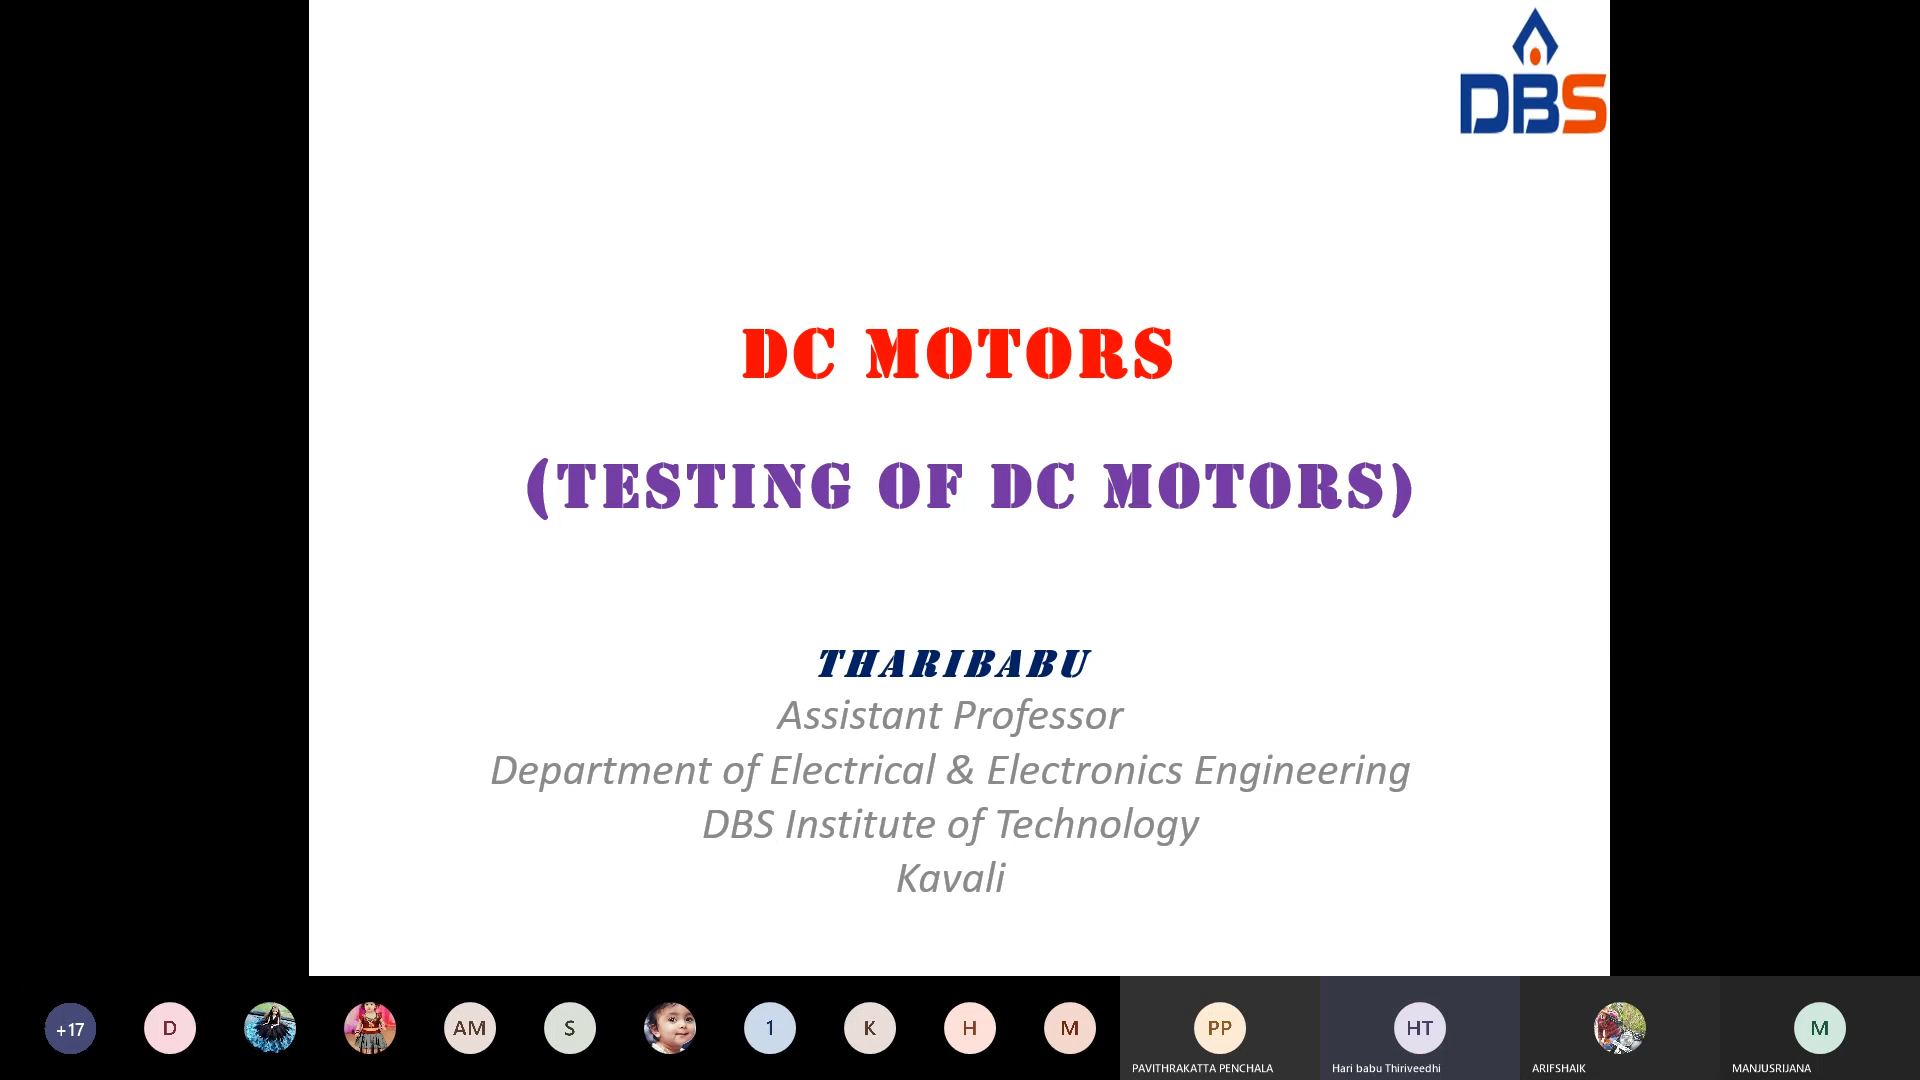 DBS
DC MOTORS
(TESTING OF DC MOTORS)
THARIBABU
Assistant Professor
Department of Electrical & Electronics Engineering
DBS Institute of Technology
Kavali
+17
D
AM
S
1
K
H
M
PP
HT
M
PAVITHRAKATTA PENCHALA
Hari babu Thiriveedhi
ARIFSHAIK
MANJUSRIJANA